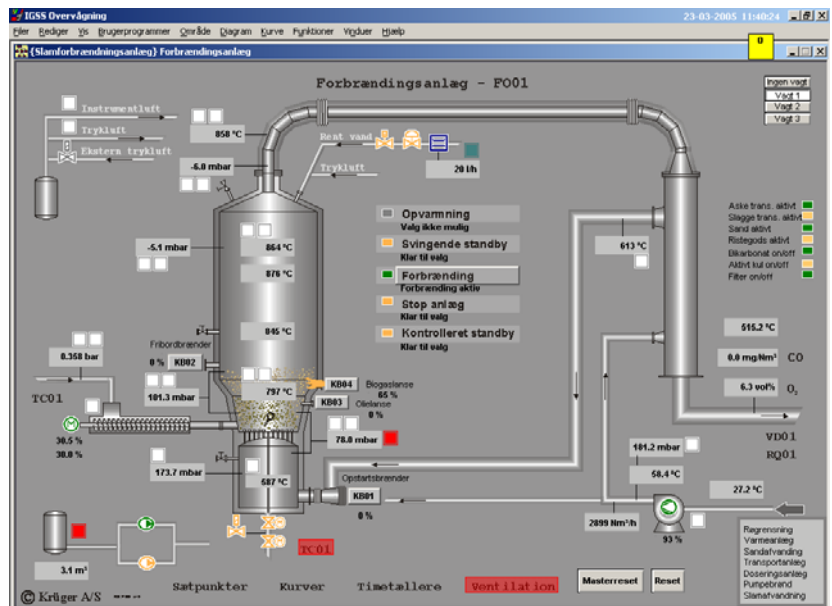 IGSS Overvågning
23-03-2005 11:40:24
Filer Rediger Vis Brugerprogrammer Område Diagram Kurve Funktioner Vinduer Hjælp
0
{Slamforbrændningsanlæg} Forbrændingsanlæg
Forbrændingsanlæg - FO01
Ingen vagt
Vagt 1
Vagt 2
Vagt 3
Instrumentluft
Trykluft
Ekstern trykluft
858 °C
-6.0 mbar
Rent vand
Trykluft
20 l/h
-5.1 mbar
864 °C
876 °C
845 °C
797 °C
587 °C
Opvarmning
Valg ikke mulig
Svingende standby
Klar til valg
Forbrænding
Forbrænding aktiv
Stop anlæg
Klar til valg
Kontrolleret standby
Klar til valg
613 °C
Aske trans. aktivt
Slagge trans. aktivt
Sand aktivt
Ristegods aktivt
Bikarbonat on/off
Aktivt kul on/off
Filter on/off
515.2 °C
0.0 mg/Nm³ CO
6.3 vol% O₂
VD01
RQ01
Fribordbrænder
0 % KB02
0.358 bar
TC01
101.3 mbar
KB04 Biogaslanse
65 %
KB03 Olielanse
0 %
78.0 mbar
30.5 %
30.0 %
173.7 mbar
Opstartsbrænder
KB01
0 %
181.2 mbar
58.4 °C
27.2 °C
2899 Nm³/h
93 %
TC01
3.1 m³
Røgrensning
Varmeanlæg
Sandafvanding
Transportanlæg
Doseringsanlæg
Pumpebrønd
Slamafvanding
Sætpunkter Kurver Timetællere Ventilation
Masterreset Reset
© Krüger A/S